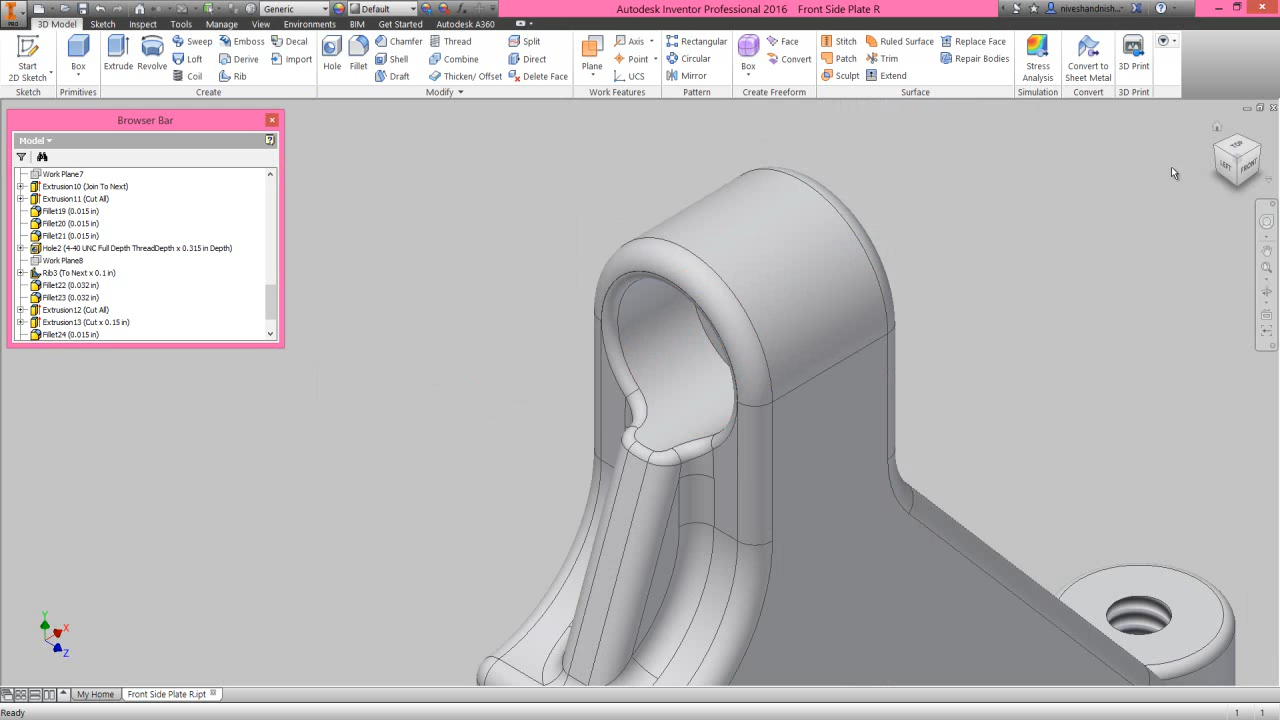 PRO Generic Default Autodesk Inventor Professional 2016 Front Side Plate R niveshandnish...
3D Model Sketch Inspect Tools Manage View Environments BIM Get Started Autodesk A360
Start 2D Sketch Box Extrude Revolve Sweep Emboss Decal Hole Fillet Chamfer Thread Split Plane Axis Rectangular Box Face Stitch Ruled Surface Replace Face Stress Analysis Convert to Sheet Metal 3D Print
Loft Derive Import Shell Combine Direct Point Circular Convert Patch Trim Repair Bodies
Coil Rib Draft Thicken/ Offset Delete Face UCS Mirror Sculpt Extend
Sketch Primitives Create Modify Work Features Pattern Create Freeform Surface Simulation Convert 3D Print
Browser Bar
Model
Work Plane7
Extrusion10 (Join To Next)
Extrusion11 (Cut All)
Fillet19 (0.015 in)
Fillet20 (0.015 in)
Fillet21 (0.015 in)
Hole2 (4-40 UNC Full Depth ThreadDepth x 0.315 in Depth)
Work Plane8
Rib3 (To Next x 0.1 in)
Fillet22 (0.032 in)
Fillet23 (0.032 in)
Extrusion12 (Cut All)
Extrusion13 (Cut x 0.15 in)
Fillet24 (0.015 in)
TOP
LEFT FRONT
Y
X
Z
My Home Front Side Plate R.ipt
Ready 1 1